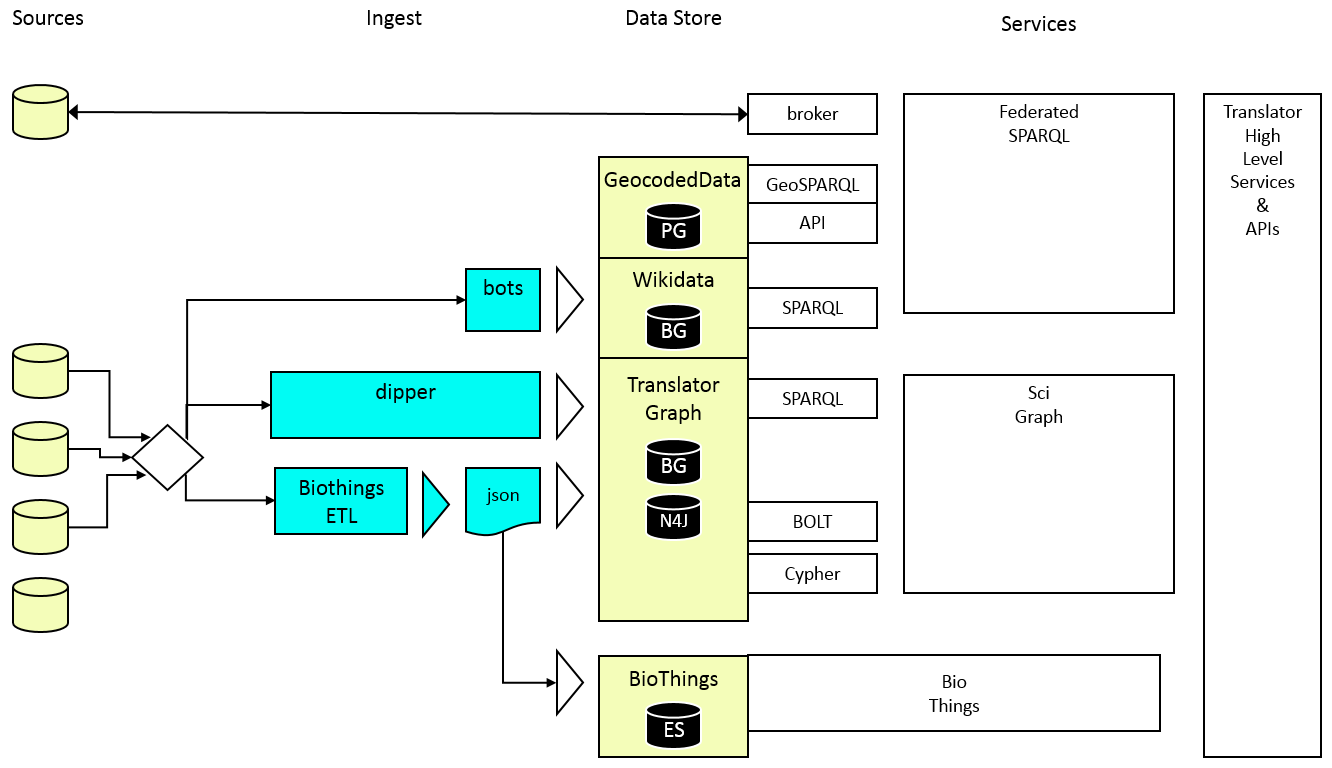 Sources
Ingest
Data Store
Services
broker
Federated
SPARQL
Translator
High
Level
Services
&
APIs
GeocodedData
PG
GeoSPARQL
API
bots
Wikidata
BG
SPARQL
dipper
Translator
Graph
BG
N4J
SPARQL
BOLT
Cypher
Sci
Graph
Biothings
ETL
json
BioThings
ES
Bio
Things